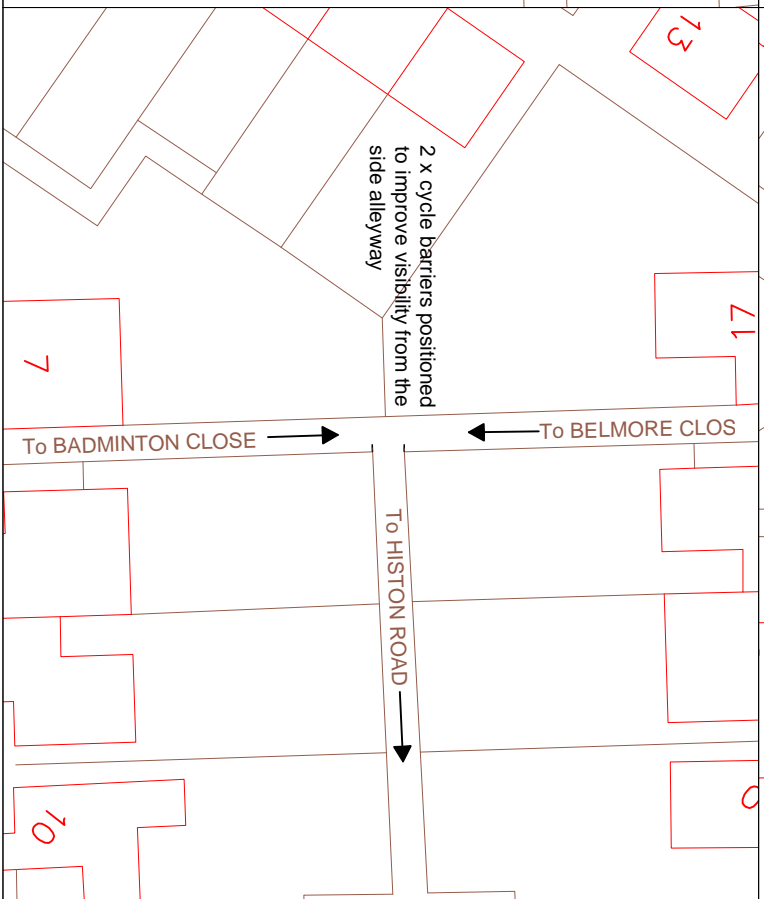 13
2 x cycle barriers positioned
to improve visibility from the
side alleyway
17
7
To BADMINTON CLOSE
To BELMORE CLOS
To HISTON ROAD
10